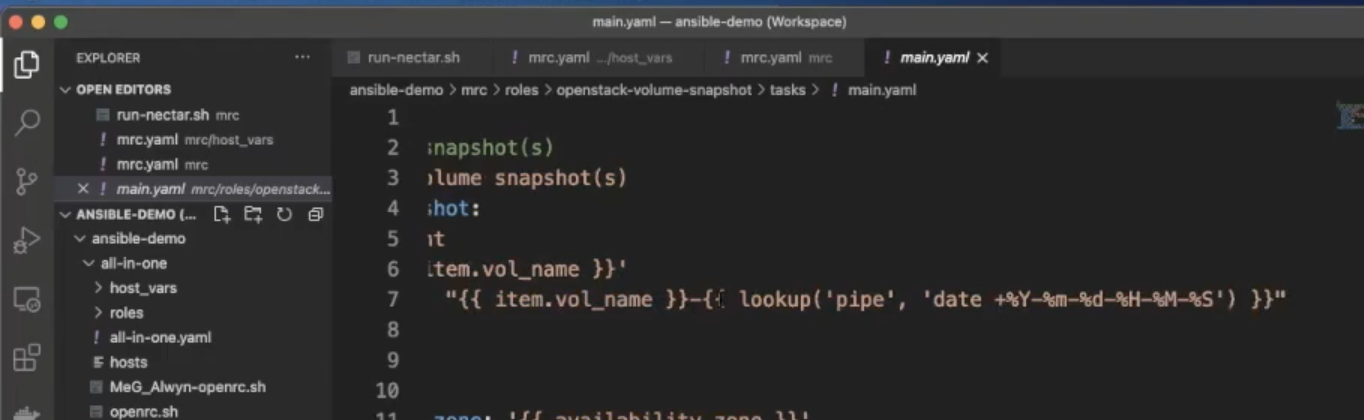 main.yaml — ansible-demo (Workspace)
EXPLORER
run-nectar.sh
! mrc.yaml .../host_vars
! mrc.yaml mrc
! main.yaml ×
OPEN EDITORS
run-nectar.sh mrc
! mrc.yaml mrc/host_vars
! mrc.yaml mrc
× ! main.yaml mrc/roles/openstack...
ANSIBLE-DEMO (...
ansible-demo
all-in-one
host_vars
roles
! all-in-one.yaml
hosts
MeG_Alwyn-openrc.sh
openrc.sh
ansible-demo > mrc > roles > openstack-volume-snapshot > tasks > ! main.yaml
1
2 snapshot(s)
3 olume snapshot(s)
4 shot:
5 nt
6 item.vol_name }}'
7 "{{ item.vol_name }}-{{ lookup('pipe', 'date +%Y-%m-%d-%H-%M-%S') }}"
8
9
10
11 zone: '{{ availability_zone }}'